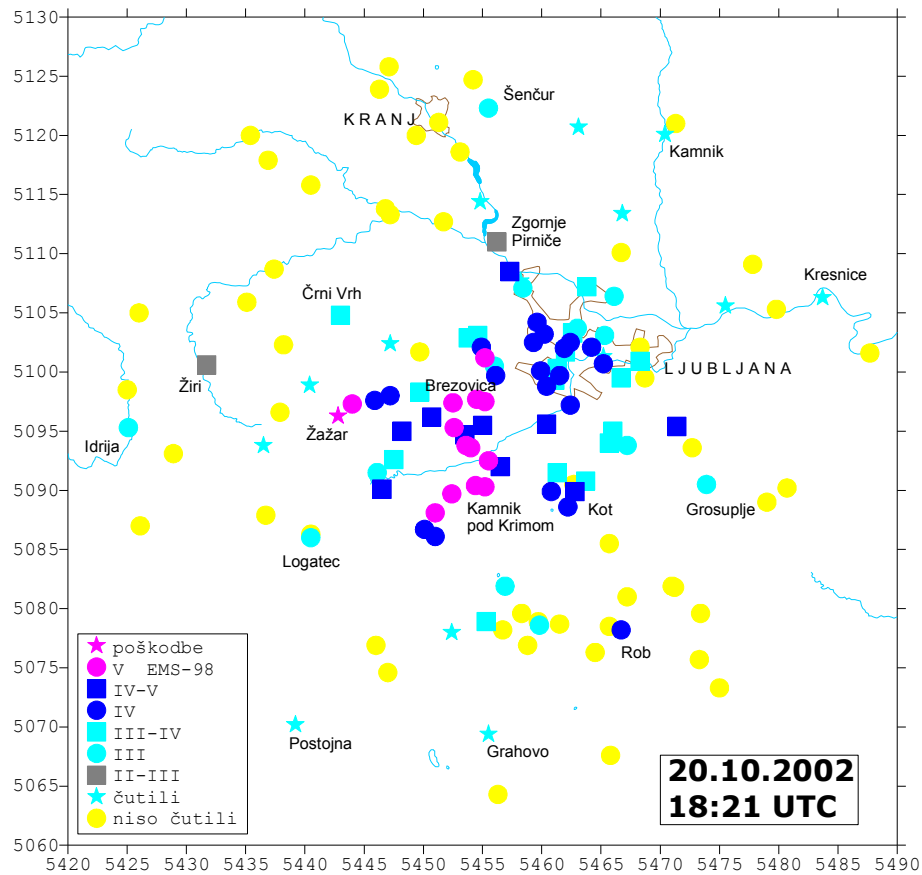 5130
5125
5120
5115
5110
5105
5100
5095
5090
5085
5080
5075
5070
5065
5060
5420 5425 5430 5435 5440 5445 5450 5455 5460 5465 5470 5475 5480 5485 5490
Šenčur
KRANJ
Kamnik
Zgornje
Pirniče
Kresnice
Črni Vrh
LJUBLJANA
Žiri
Brezovica
Žažar
Idrija
Kamnik
pod Krimom
Kot
Grosuplje
Logatec
Rob
Postojna
Grahovo
poškodbe
V EMS-98
IV-V
IV
III-IV
III
II-III
čutili
niso čutili
20.10.2002
18:21 UTC